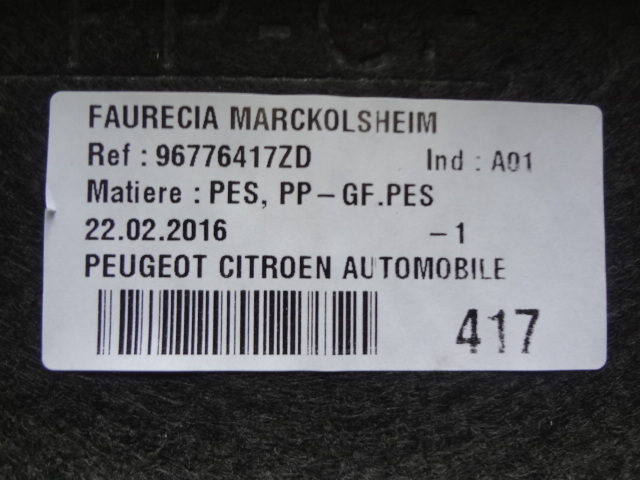 FAURECIA MARCKOLSHEIM
Ref : 96776417ZD Ind : A01
Matiere : PES, PP-GF.PES
22.02.2016 -1
PEUGEOT CITROEN AUTOMOBILE
417